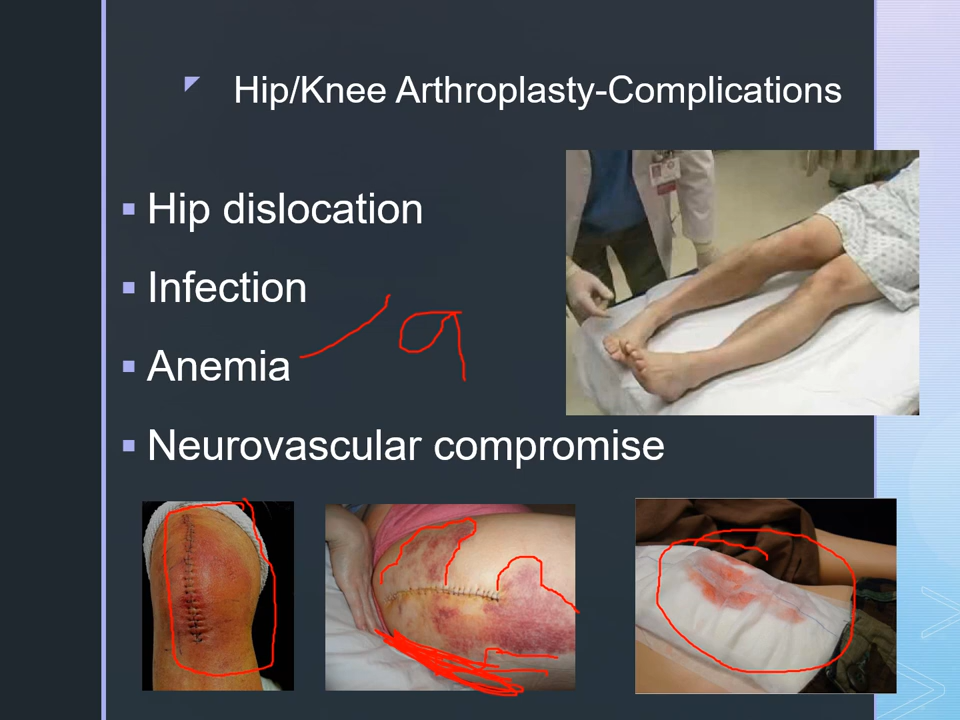 Hip/Knee Arthroplasty-Complications
▪ Hip dislocation
▪ Infection
▪ Anemia
▪ Neurovascular compromise